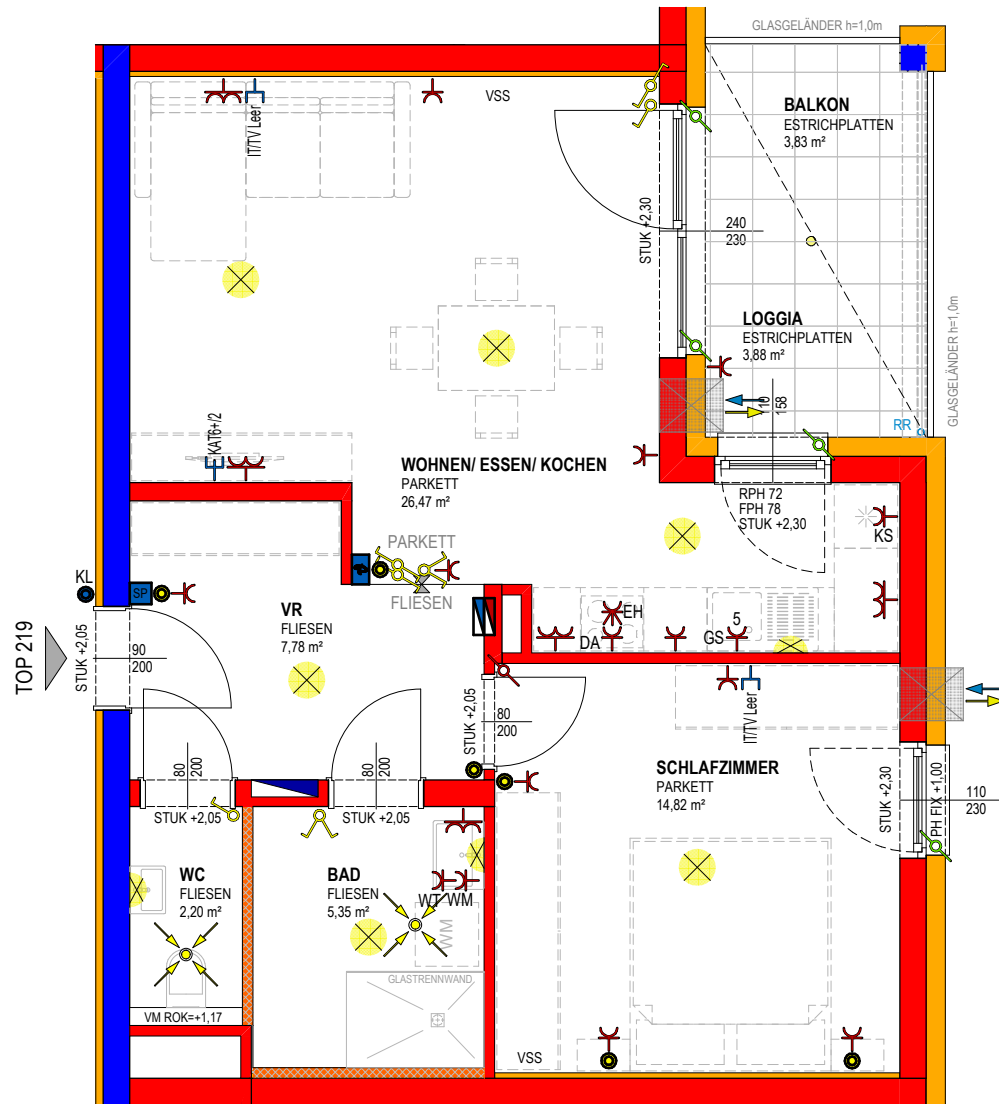 GLASGELÄNDER h=1,0m
VSS
IT/TV Leer
BALKON
ESTRICHPLATTEN
3,83 m²
STUK +2,30
240
230
LOGGIA
ESTRICHPLATTEN
3,88 m²
GLASGELÄNDER h=1,0m
110
158
RR
KAT6+/2
WOHNEN/ ESSEN/ KOCHEN
PARKETT
26,47 m²
RPH 72
FPH 78
STUK +2,30
KS
PARKETT
FLIESEN
KL
SP
VR
FLIESEN
7,78 m²
EH
DA
GS
5
TOP 219
STUK +2,05
90
200
STUK +2,05
80
200
IT/TV Leer
SCHLAFZIMMER
PARKETT
14,82 m²
STUK +2,30
PH FIX +1,00
110
230
80
200
STUK +2,05
80
200
STUK +2,05
WC
FLIESEN
2,20 m²
BAD
FLIESEN
5,35 m²
WT
WM
WM
GLASTRENNWAND
VM ROK=+1,17
VSS